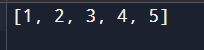 [1, 2, 3, 4, 5]